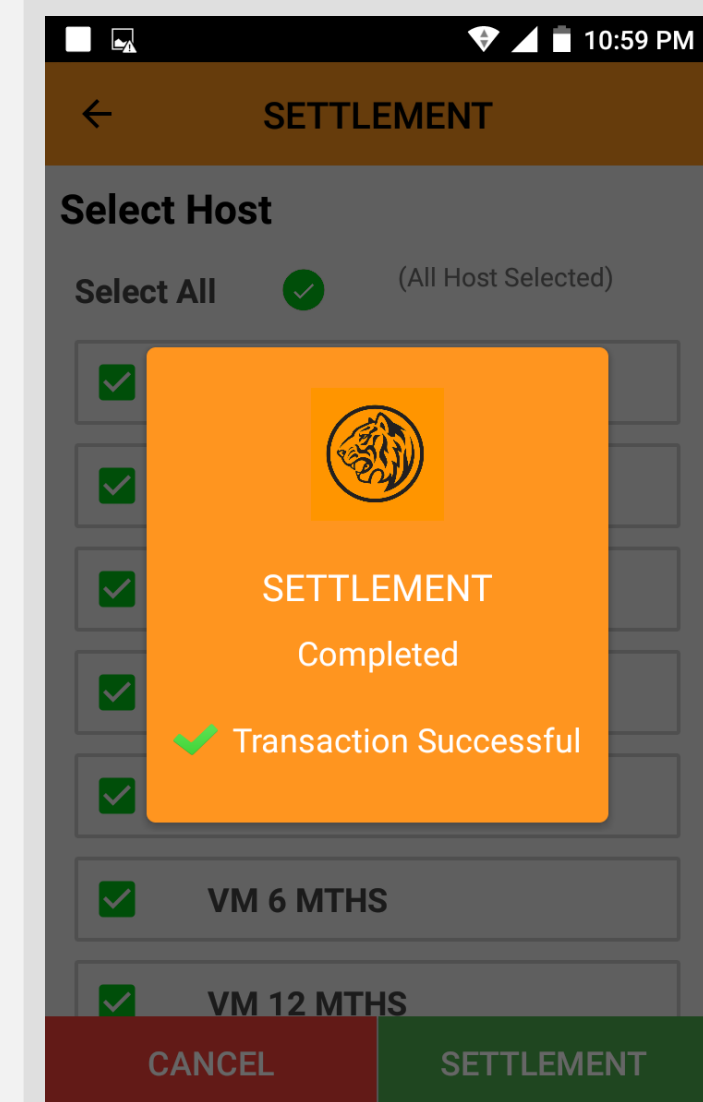 10:59 PM
SETTLEMENT
Select Host
Select All
(All Host Selected)
SETTLEMENT
Completed
Transaction Successful
VM 6 MTHS
VM 12 MTHS
CANCEL
SETTLEMENT